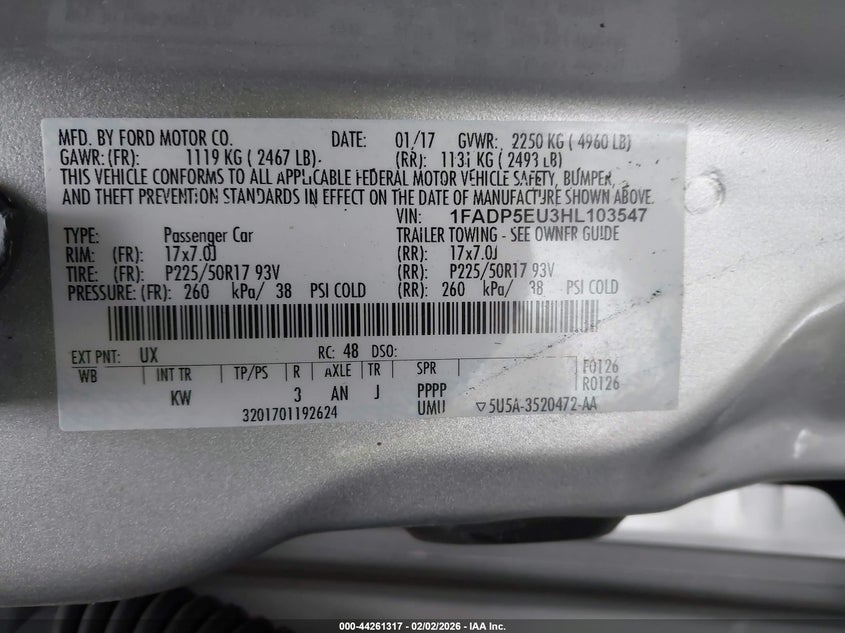 MFD. BY FORD MOTOR CO. DATE: 01/17 GVWR: 2250 KG ( 4960 LB)
GAWR: (FR): 1119 KG ( 2467 LB). (RR): 1131 KG ( 2493 LB)
THIS VEHICLE CONFORMS TO ALL APPLICABLE FEDERAL MOTOR VEHICLE SAFETY, BUMPER,
AND THEFT PREVENTION STANDARDS IN EFFECT ON THE DATE OF MANUFACTURE SHOWN ABOVE.
VIN: 1FADP5EU3HL103547
TYPE: Passenger Car TRAILER TOWING - SEE OWNER GUIDE
RIM: (FR): 17x7.0J (RR): 17x7.0J
TIRE: (FR): P225/50R17 93V (RR): P225/50R17 93V
PRESSURE: (FR): 260 kPa/ 38 PSI COLD (RR): 260 kPa/ 38 PSI COLD
EXT PNT: UX RC: 48 DSO:
WB INT TR TP/PS R AXLE TR SPR F0126
KW 3 AN J PPPP R0126
3201701192624 UMU ▽5U5A-3520472-AA
000-44261317 - 02/02/2026 - IAA Inc.